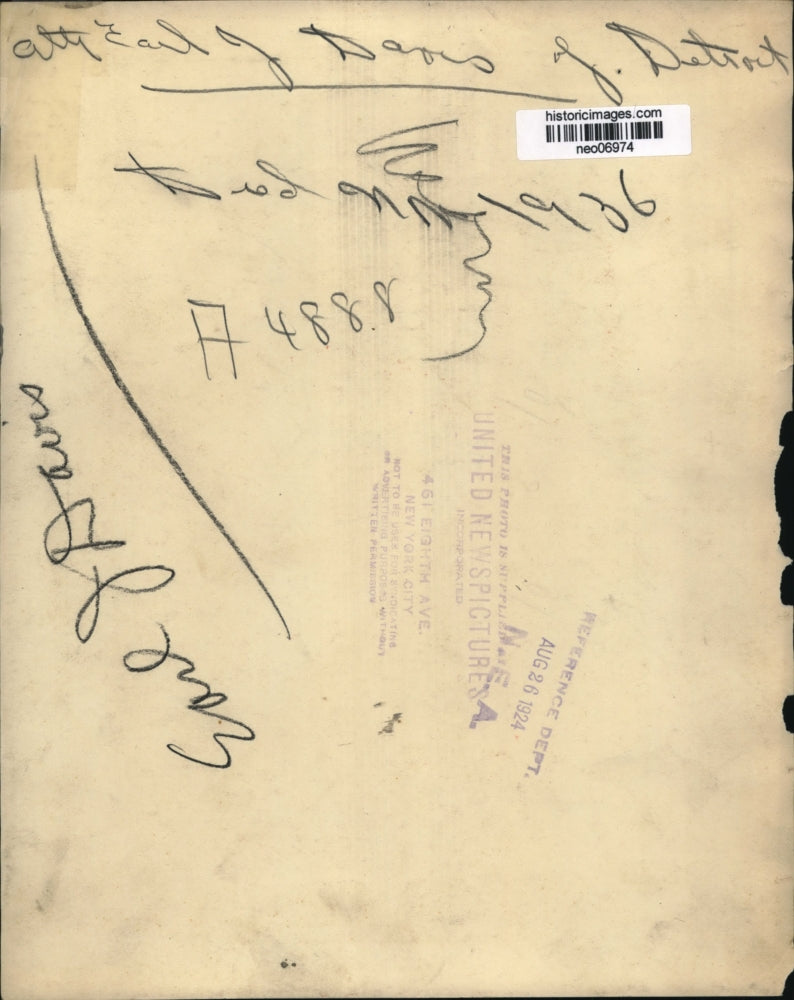 Atty Earl J Davis of Detroit
historicimages.com
neo06974
1936
A 4888
Earl J Davis
THIS PHOTO IS SUPPLIED BY
UNITED NEWSPICTURES
INCORPORATED
461 EIGHTH AVE.
NEW YORK CITY
NOT TO BE USED FOR SYNDICATING
OR ADVERTISING PURPOSES WITHOUT
WRITTEN PERMISSION
N E A
REFERENCE DEPT.
AUG 26 1924